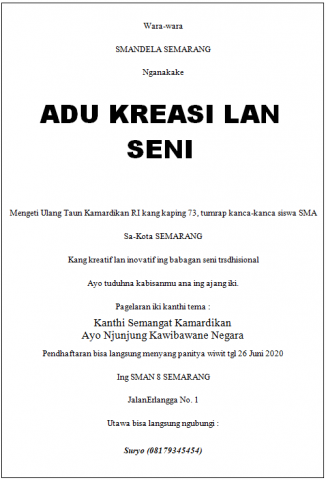 Wara-wara
SMANDELA SEMARANG
Nganakake
ADU KREASI LAN
SENI
Mengeti Ulang Taun Kamardikan RI kang kaping 73, tumrap kanca-kanca siswa SMA
Sa-Kota SEMARANG
Kang kreatif lan inovatif ing babagan seni trsdhisional
Ayo tuduhna kabisanmu ana ing ajang iki.
Pagelaran iki kanthi tema :
Kanthi Semangat Kamardikan
Ayo Njunjung Kawibawane Negara
Pendhaftaran bisa langsung menyang panitya wiwit tgl 26 Juni 2020
Ing SMAN 8 SEMARANG
JalanErlangga No. 1
Utawa bisa langsung ngubungi :
Suryo (08179345454)